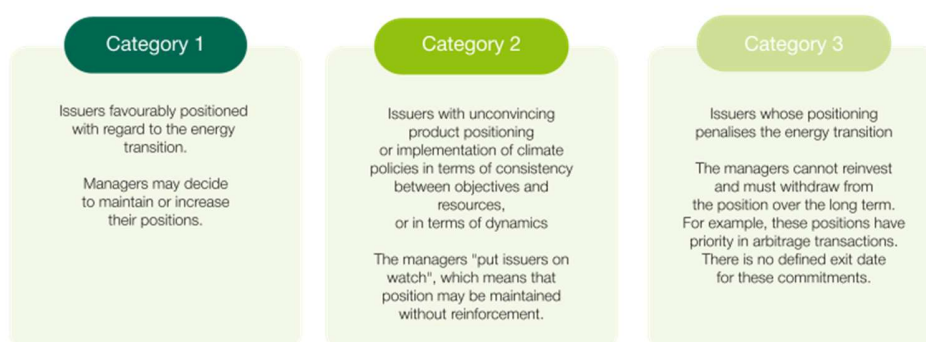 Category 1
Issuers favourably positioned
with regard to the energy
transition.
Managers may decide
to maintain or increase
their positions.
Category 2
Issuers with unconvincing
product positioning
or implementation of climate
policies in terms of consistency
between objectives and
resources,
or in terms of dynamics
The managers "put issuers on
watch", which means that
position may be maintained
without reinforcement.
Category 3
Issuers whose positioning
penalises the energy transition
The managers cannot reinvest
and must withdraw from
the position over the long term.
For example, these positions have
priority in arbitrage transactions.
There is no defined exit date
for these commitments.